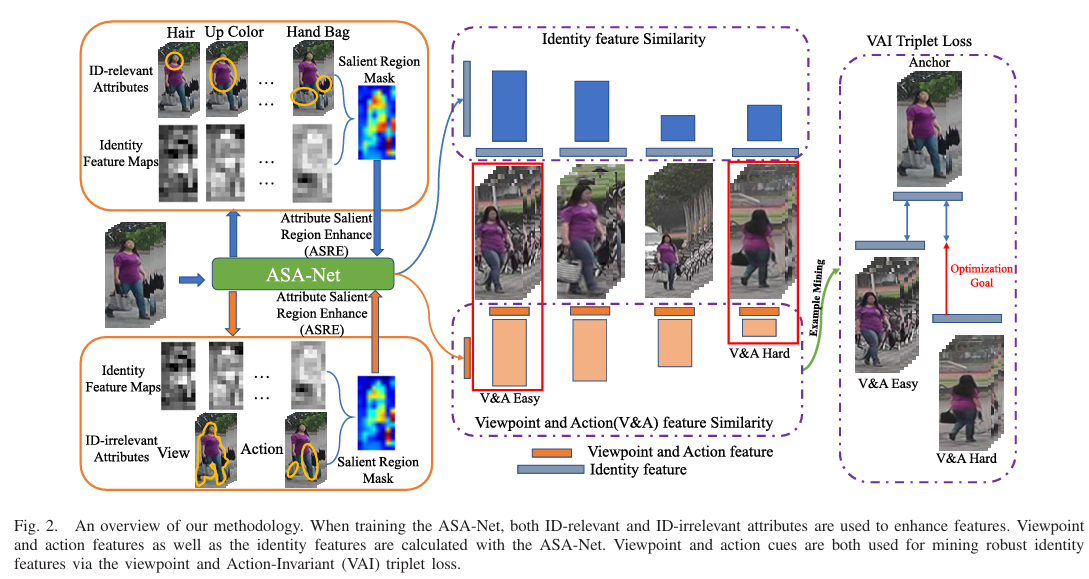 Hair Up Color Hand Bag
ID-relevant
Attributes
...
...
Salient Region
Mask
Identity
Feature Maps
...
...
Attribute Salient
Region Enhance
(ASRE)
ASA-Net
Attribute Salient
Region Enhance
(ASRE)
Identity
Feature Maps
...
...
ID-irrelevant
Attributes
View
Action
Salient Region
Mask
Identity feature Similarity
V&A Easy
V&A Hard
Viewpoint and Action(V&A) feature Similarity
Viewpoint and Action feature
Identity feature
Example Mining
VAI Triplet Loss
Anchor
Optimization
Goal
V&A Easy
V&A Hard
Fig. 2. An overview of our methodology. When training the ASA-Net, both ID-relevant and ID-irrelevant attributes are used to enhance features. Viewpoint
and action features as well as the identity features are calculated with the ASA-Net. Viewpoint and action cues are both used for mining robust identity
features via the viewpoint and Action-Invariant (VAI) triplet loss.